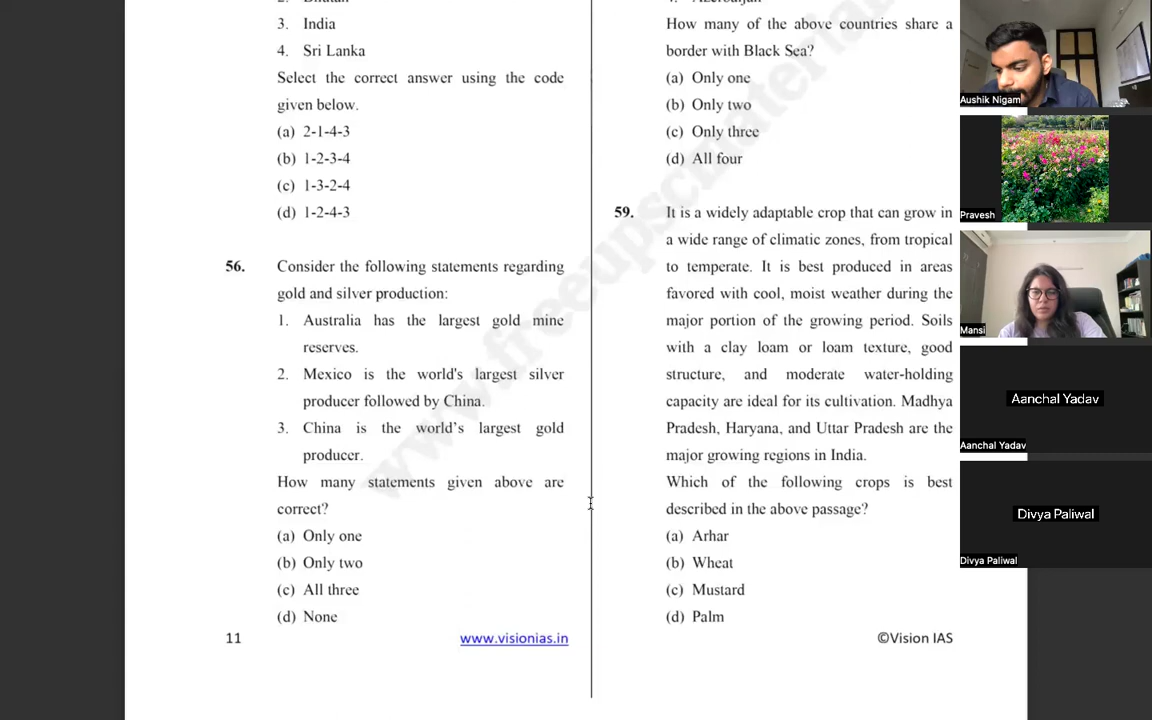 3. India
4. Sri Lanka
Select the correct answer using the code
given below.
(a) 2-1-4-3
(b) 1-2-3-4
(c) 1-3-2-4
(d) 1-2-4-3
56. Consider the following statements regarding
gold and silver production:
1. Australia has the largest gold mine
reserves.
2. Mexico is the world's largest silver
producer followed by China.
3. China is the world's largest gold
producer.
How many statements given above are
correct?
(a) Only one
(b) Only two
(c) All three
(d) None
11
www.visionias.in
How many of the above countries share a
border with Black Sea?
(a) Only one
(b) Only two
(c) Only three
(d) All four
59. It is a widely adaptable crop that can grow in
a wide range of climatic zones, from tropical
to temperate. It is best produced in areas
favored with cool, moist weather during the
major portion of the growing period. Soils
with a clay loam or loam texture, good
structure, and moderate water-holding
capacity are ideal for its cultivation. Madhya
Pradesh, Haryana, and Uttar Pradesh are the
major growing regions in India.
Which of the following crops is best
described in the above passage?
(a) Arhar
(b) Wheat
(c) Mustard
(d) Palm
©Vision IAS
Aushik Nigam
Pravesh
Mansi
Aanchal Yadav
Aanchal Yadav
Divya Paliwal
Divya Paliwal